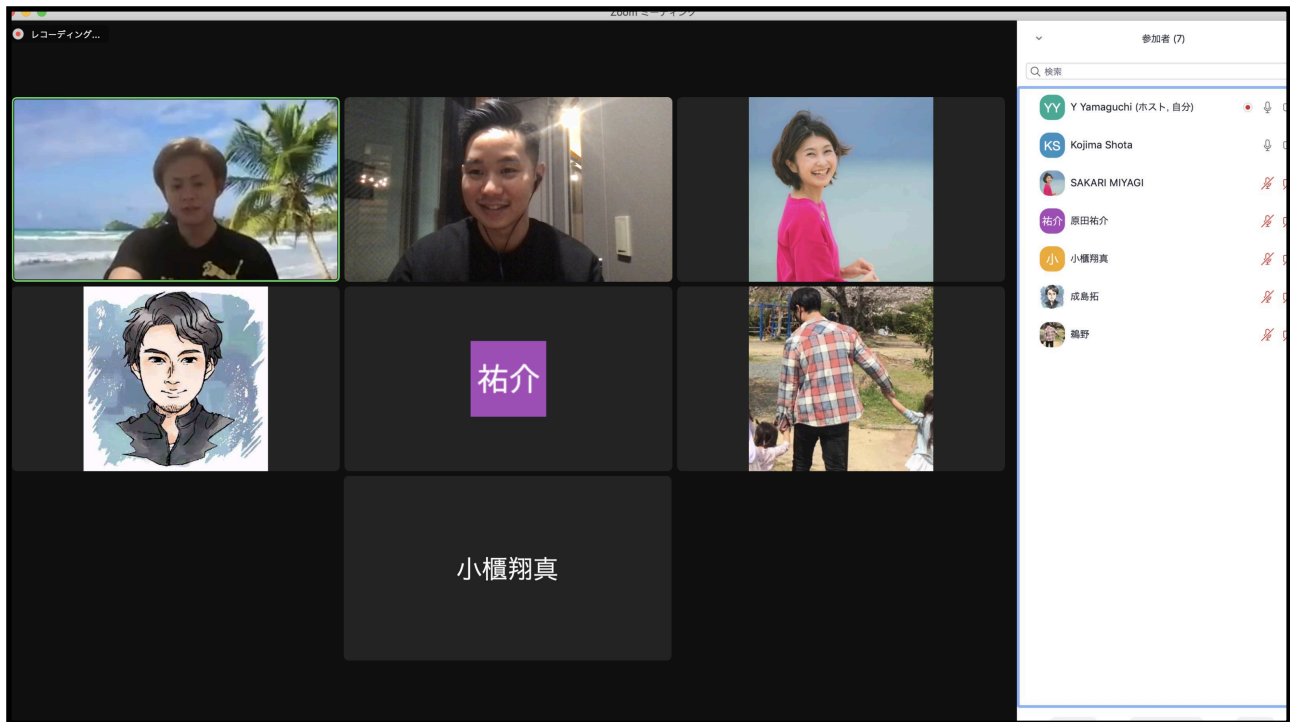 Zoom ミーティング
レコーディング...
祐介
小櫃翔真
参加者 (7)
検索
YY Y Yamaguchi (ホスト, 自分)
KS Kojima Shota
SAKARI MIYAGI
祐介 原田祐介
小 小櫃翔真
成島拓
鵜野